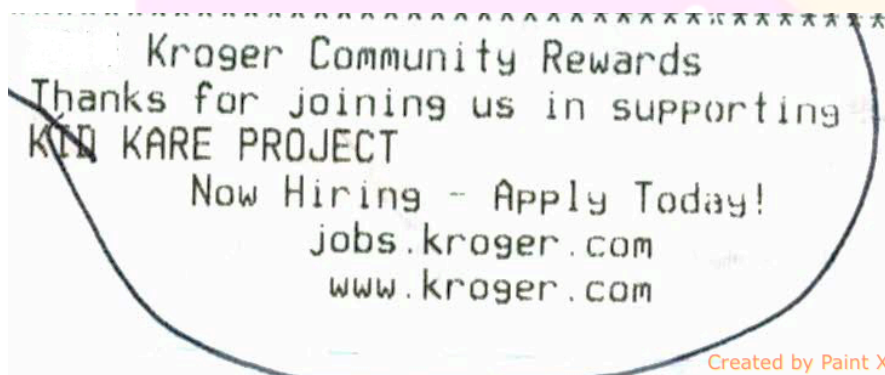 * * * * * * * * * * * * * * * * * * * * * * * * * * * * * * * * * * * * * *
Kroger Community Rewards
Thanks for joining us in supporting
KID KARE PROJECT
Now Hiring - Apply Today!
jobs.kroger.com
www.kroger.com
Created by Paint X